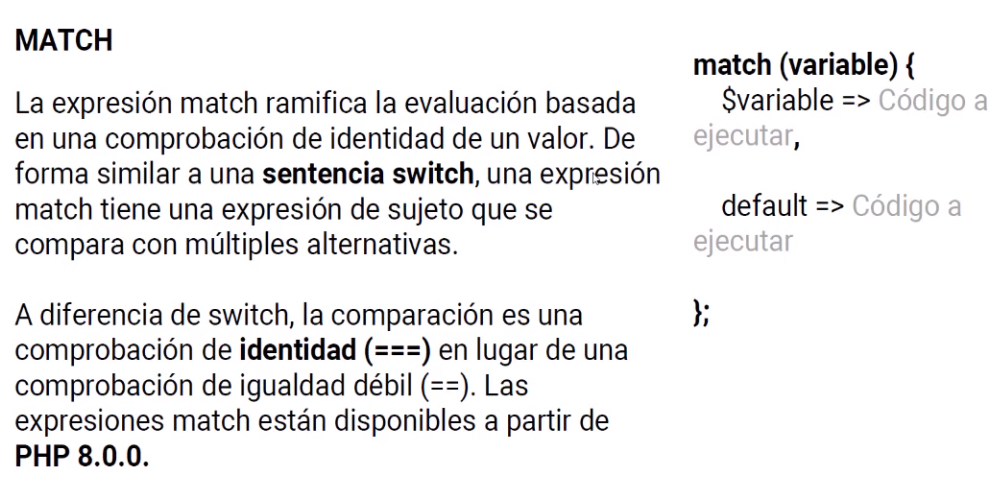 MATCH
La expresión match ramifica la evaluación basada
en una comprobación de identidad de un valor. De
forma similar a una sentencia switch, una expresión
match tiene una expresión de sujeto que se
compara con múltiples alternativas.
A diferencia de switch, la comparación es una
comprobación de identidad (===) en lugar de una
comprobación de igualdad débil (==). Las
expresiones match están disponibles a partir de
PHP 8.0.0.
match (variable) {
$variable => Código a
ejecutar,
default => Código a
ejecutar
};